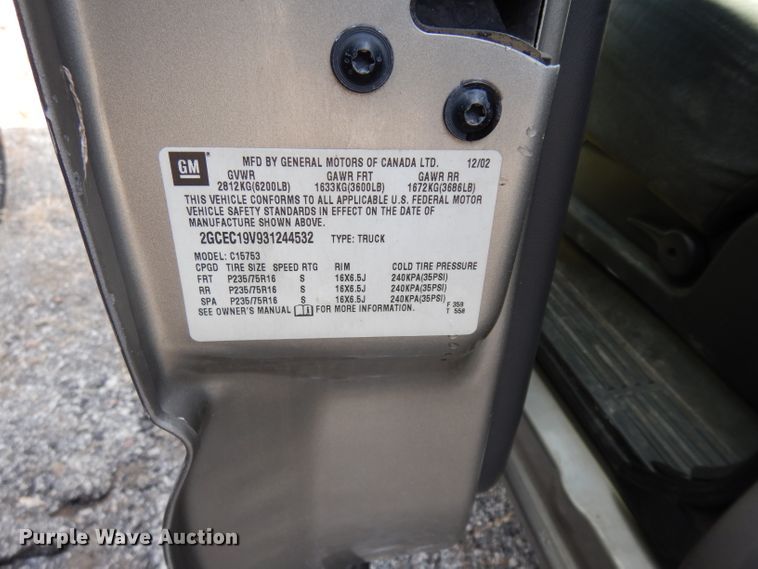 GM
MFD BY GENERAL MOTORS OF CANADA LTD. 12/02
GVWR GAWR FRT GAWR RR
2812KG(6200LB) 1633KG(3600LB) 1672KG(3686LB)
THIS VEHICLE CONFORMS TO ALL APPLICABLE U.S. FEDERAL MOTOR
VEHICLE SAFETY STANDARDS IN EFFECT ON THE DATE OF
MANUFACTURE SHOWN ABOVE.
2GCEC19V931244532 TYPE: TRUCK
MODEL: C15753
CPGD TIRE SIZE SPEED RTG RIM COLD TIRE PRESSURE
FRT P235/75R16 S 16X6.5J 240KPA(35PSI)
RR P235/75R16 S 16X6.5J 240KPA(35PSI)
SPA P235/75R16 S 16X6.5J 240KPA(35PSI)
SEE OWNER'S MANUAL FOR MORE INFORMATION.
F 359
T 558
Purple Wave Auction